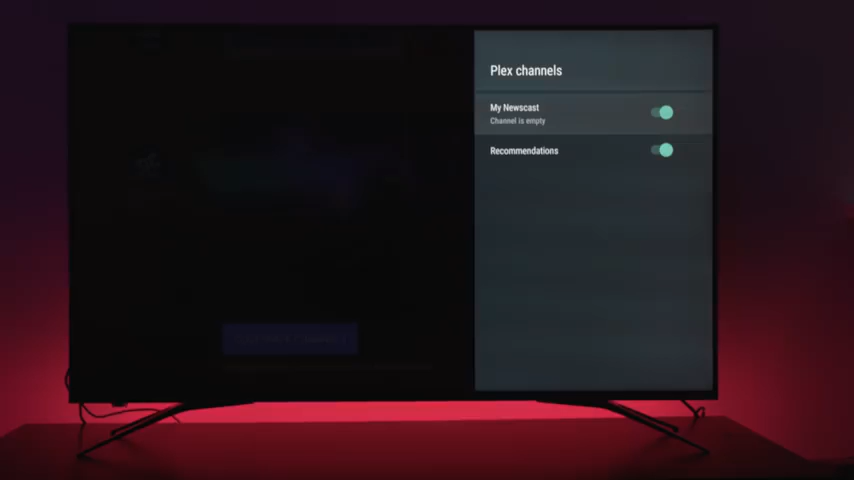 Plex channels
My Newscast
Channel is empty
Recommendations